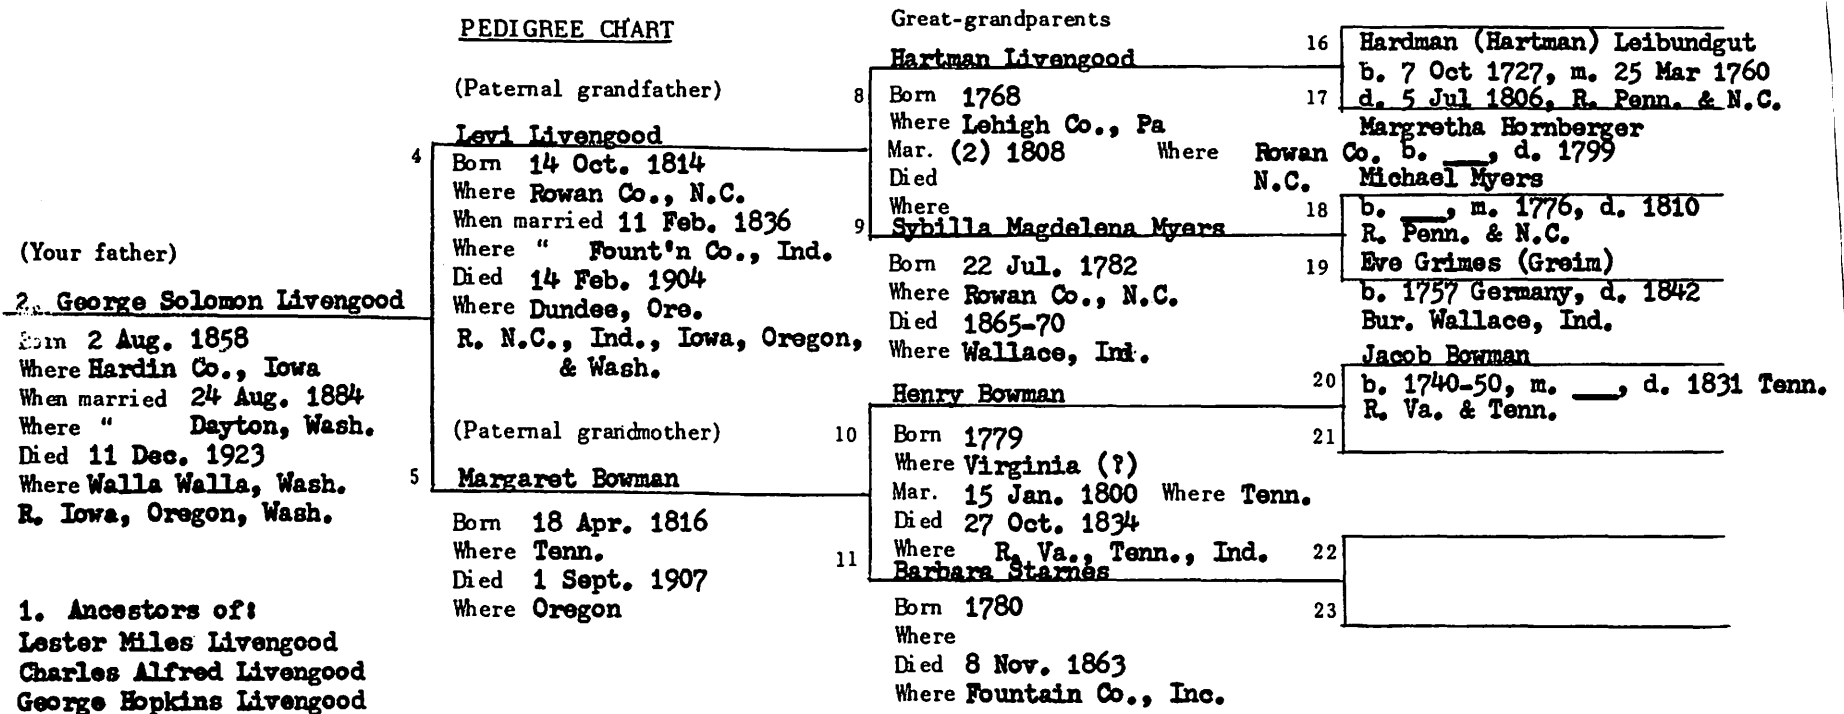 PEDIGREE CHART
(Your father)
2. George Solomon Livengood
Born 2 Aug. 1858
Where Hardin Co., Iowa
When married 24 Aug. 1884
Where " Dayton, Wash.
Died 11 Dec. 1923
Where Walla Walla, Wash.
R. Iowa, Oregon, Wash.
1. Ancestors of:
Lester Miles Livengood
Charles Alfred Livengood
George Hopkins Livengood
(Paternal grandfather)
Levi Livengood
4
Born 14 Oct. 1814
Where Rowan Co., N.C.
When married 11 Feb. 1836
Where " Fount'n Co., Ind.
Died 14 Feb. 1904
Where Dundee, Ore.
R. N.C., Ind., Iowa, Oregon,
& Wash.
(Paternal grandmother)
5 Margaret Bowman
Born 18 Apr. 1816
Where Tenn.
Died 1 Sept. 1907
Where Oregon
Great-grandparents
Hartman Livengood
8 Born 1768
Where Lehigh Co., Pa
Mar. (2) 1808 Where Rowan Co.
N.C.
Died
Where
9 Sybilla Magdelena Myers
Born 22 Jul. 1782
Where Rowan Co., N.C.
Died 1865-70
Where Wallace, Ind.
Henry Bowman
10 Born 1779
Where Virginia (?)
Mar. 15 Jan. 1800 Where Tenn.
Died 27 Oct. 1834
Where R. Va., Tenn., Ind.
11 Barbara Starnes
Born 1780
Where
Died 8 Nov. 1863
Where Fountain Co., Inc.
16 Hardman (Hartman) Leibundgut
b. 7 Oct 1727, m. 25 Mar 1760
17 d. 5 Jul 1806, R. Penn. & N.C.
Margretha Hornberger
b. ___, d. 1799
Michael Myers
18 b. ___, m. 1776, d. 1810
R. Penn. & N.C.
19 Eve Grimes (Greim)
b. 1757 Germany, d. 1842
Bur. Wallace, Ind.
Jacob Bowman
20 b. 1740-50, m. ___, d. 1831 Tenn.
R. Va. & Tenn.
21
22
23